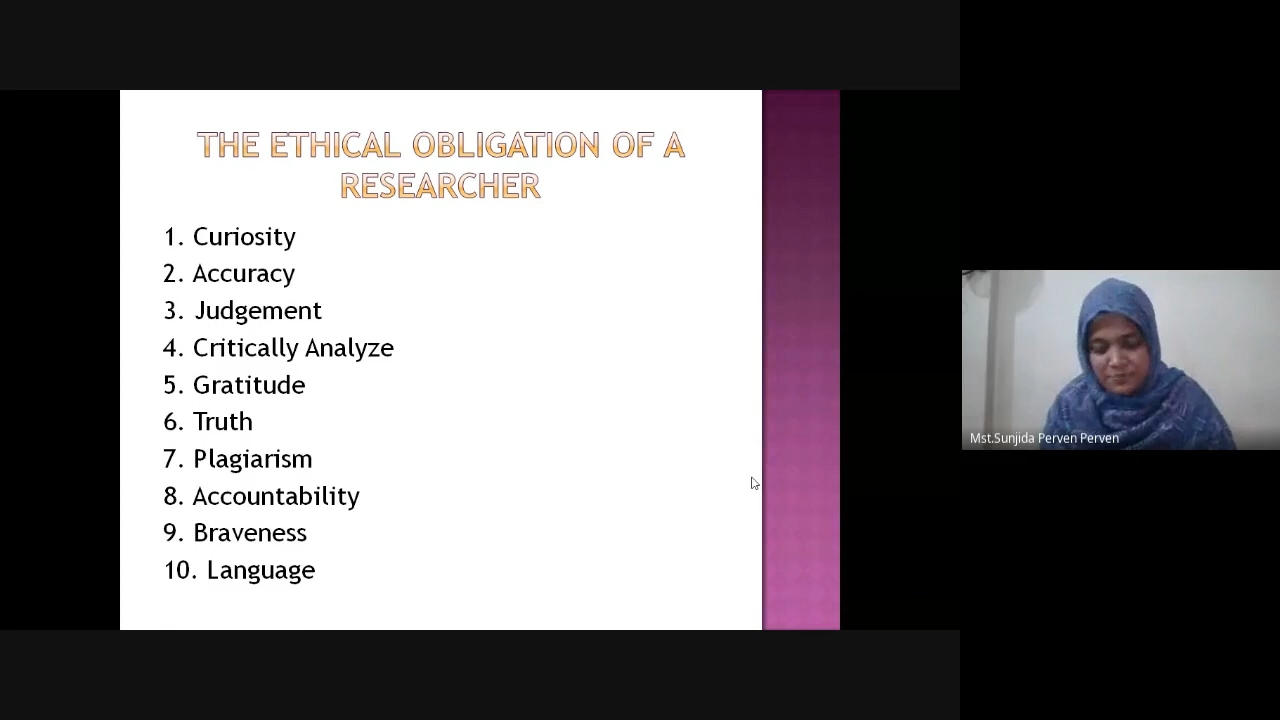 THE ETHICAL OBLIGATION OF A
RESEARCHER
1. Curiosity
2. Accuracy
3. Judgement
4. Critically Analyze
5. Gratitude
6. Truth
7. Plagiarism
8. Accountability
9. Braveness
10. Language
Mst.Sunjida Perven Perven